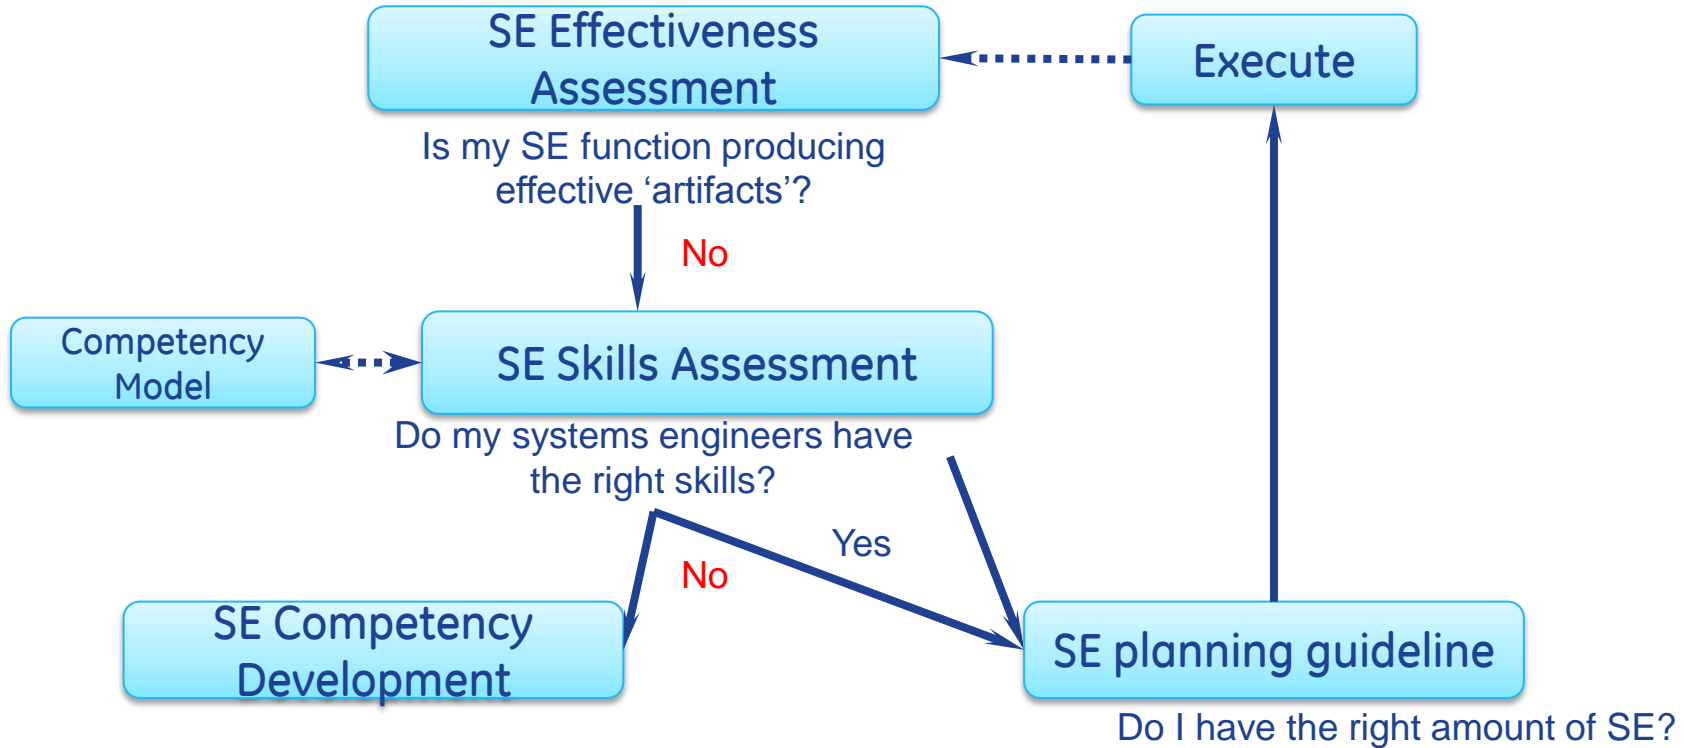 SE Effectiveness
Assessment
Execute
Is my SE function producing
effective ‘artifacts’?
No
Competency
Model
SE Skills Assessment
Do my systems engineers have
the right skills?
Yes
No
SE Competency
Development
SE planning guideline
Do I have the right amount of SE?